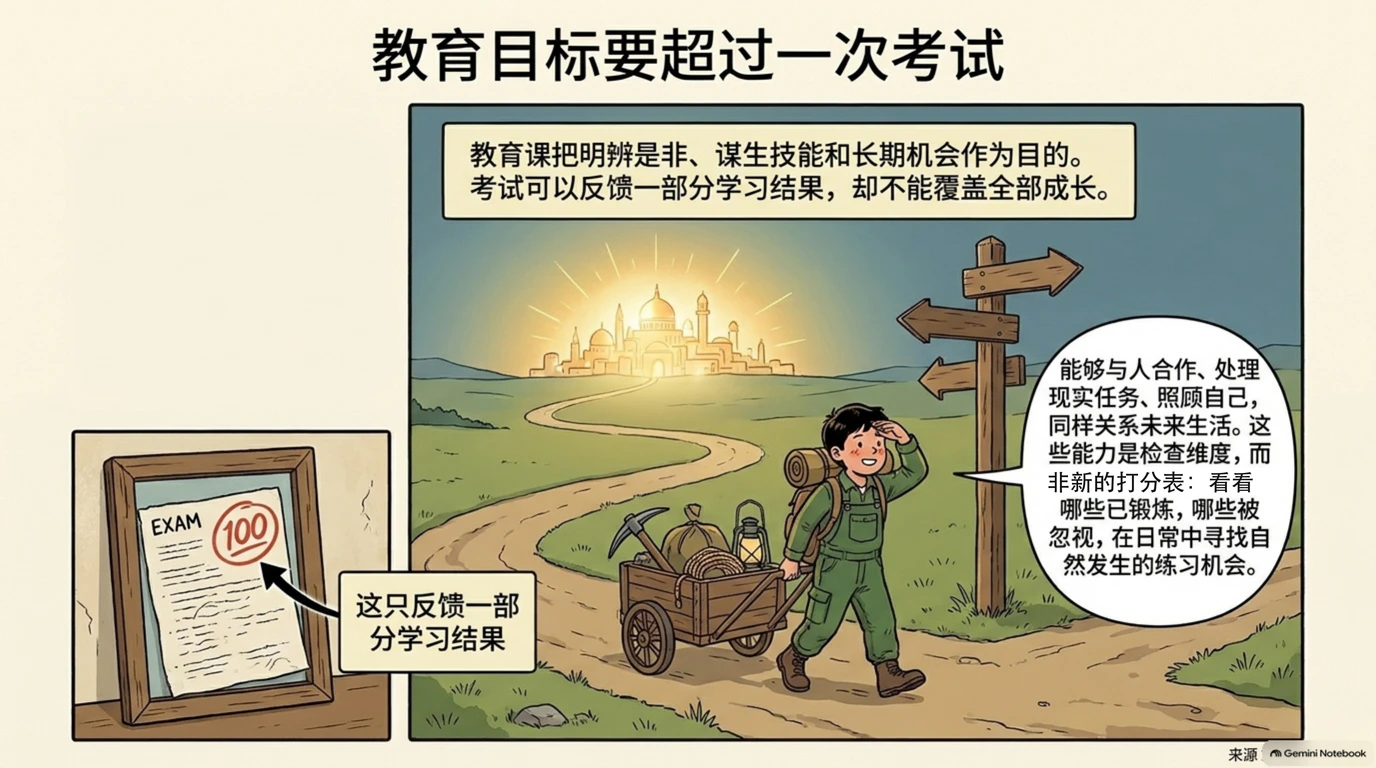 教育目标要超过一次考试
教育课把明辨是非、谋生技能和长期机会作为目的。
考试可以反馈一部分学习结果，却不能覆盖全部成长。
能够与人合作、处理
现实任务、照顾自己，
同样关系未来生活。这
些能力是检查维度，而
非新的打分表：看看
哪些已锻炼，哪些被
忽视，在日常中寻找自
然发生的练习机会。
EXAM
100
这只反馈一部
分学习结果
来源
Gemini Notebook